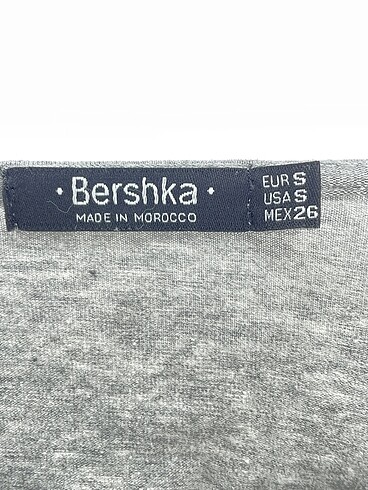 · Bershka ·
MADE IN MOROCCO
EUR S
USA S
MEX 26